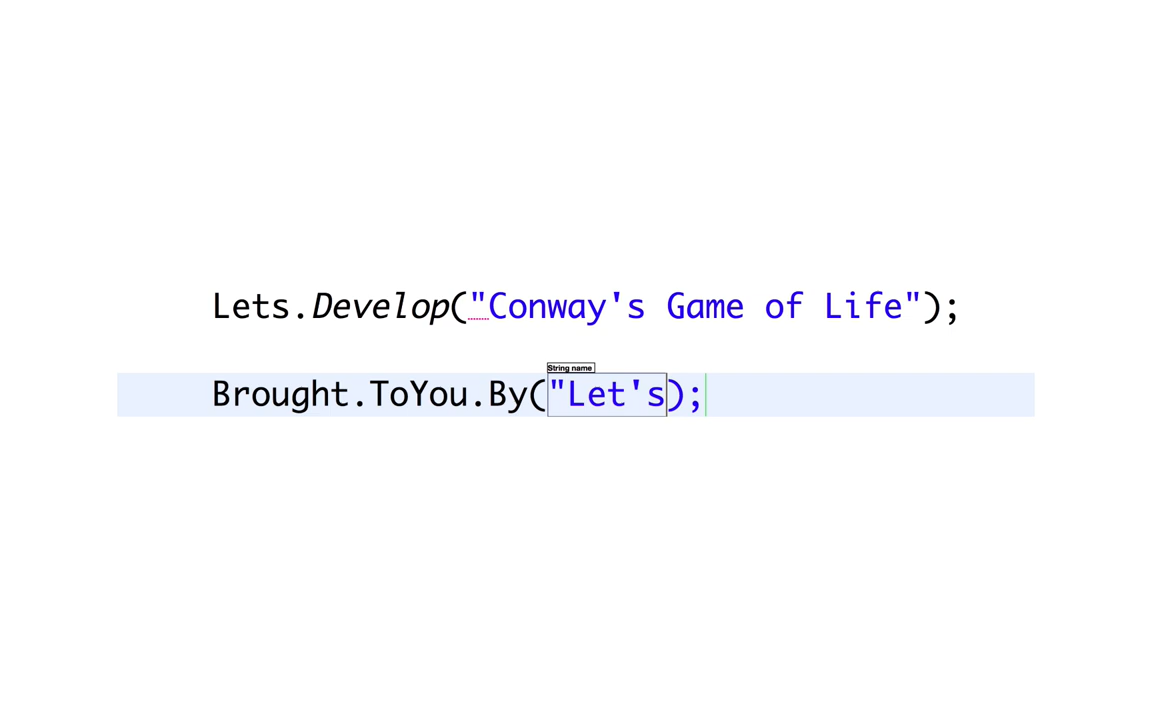 Lets.Develop("Conway's Game of Life");
String name
Brought.ToYou.By("Let's);